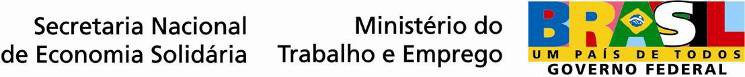 Secretaria Nacional
de Economia Solidária
Ministério do
Trabalho e Emprego
BRASIL
UM PAÍS DE TODOS
GOVERNO FEDERAL